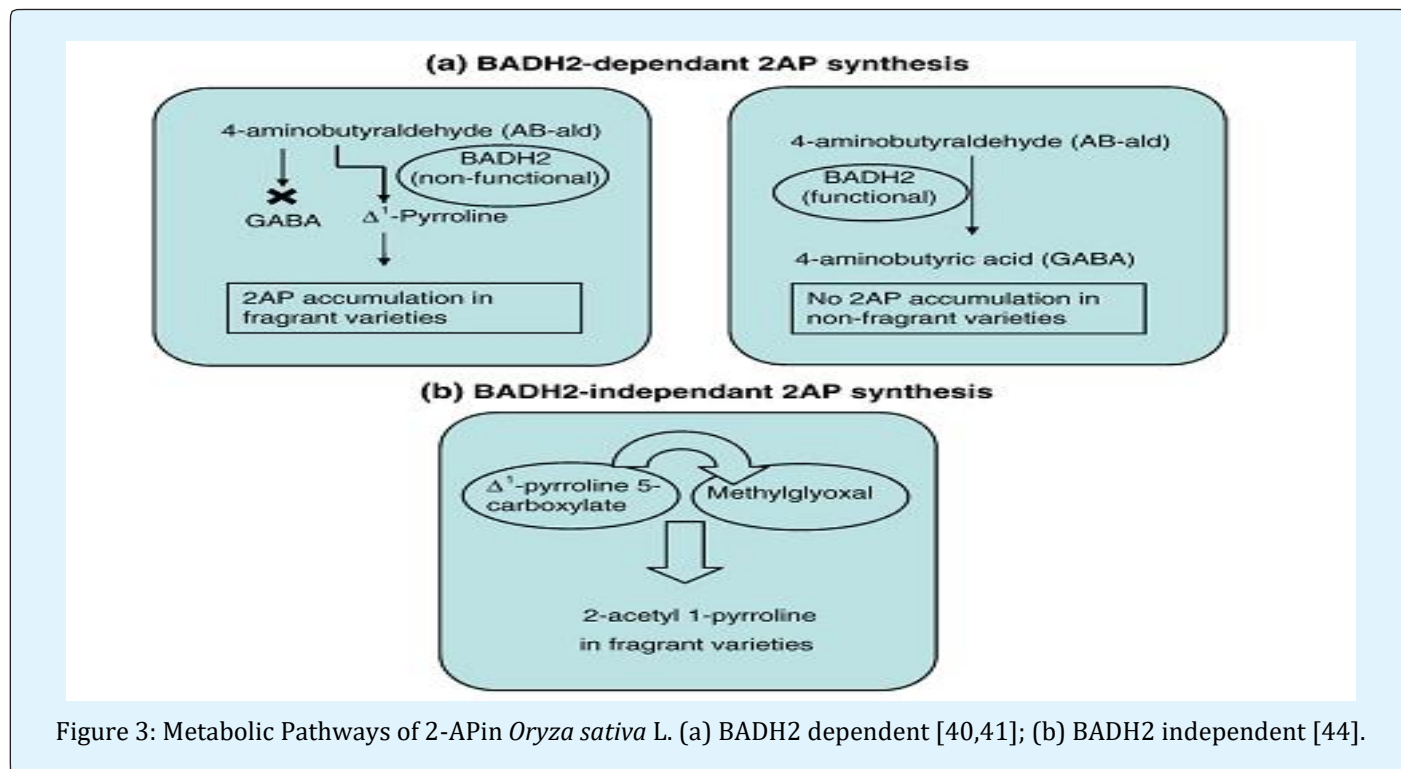 (a) BADH2-dependant 2AP synthesis
4-aminobutyraldehyde (AB-ald)
BADH2
(non-functional)
GABA
Δ¹-Pyrroline
2AP accumulation in
fragrant varieties
4-aminobutyraldehyde (AB-ald)
BADH2
(functional)
4-aminobutyric acid (GABA)
No 2AP accumulation in
non-fragrant varieties
(b) BADH2-independant 2AP synthesis
Δ¹-pyrroline 5-
carboxylate
Methylglyoxal
2-acetyl 1-pyrroline
in fragrant varieties
Figure 3: Metabolic Pathways of 2-APin Oryza sativa L. (a) BADH2 dependent [40,41]; (b) BADH2 independent [44].